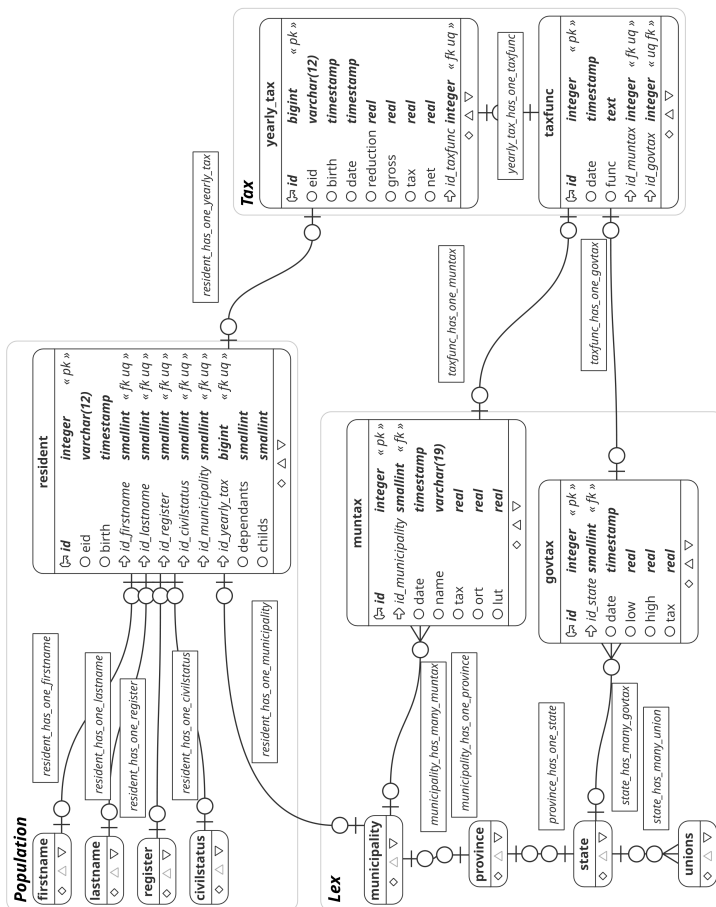 Population
firstname
lastname
register
civilstatus
resident_has_one_firstname
resident_has_one_lastname
resident_has_one_register
resident_has_one_civilstatus
resident_has_one_municipality
resident
id integer « pk »
eid varchar(12)
birth timestamp
id_firstname smallint « fk uq »
id_lastname smallint « fk uq »
id_register smallint « fk uq »
id_civilstatus smallint « fk uq »
id_municipality smallint « fk uq »
id_yearly_tax bigint « fk uq »
dependants smallint
childs smallint
resident_has_one_yearly_tax
Tax
yearly_tax
id bigint « pk »
eid varchar(12)
birth timestamp
date timestamp
reduction real
gross real
tax real
net real
id_taxfunc integer « fk uq »
yearly_tax_has_one_taxfunc
taxfunc
id integer « pk »
date timestamp
func text
id_muntax integer « fk uq »
id_govtax integer « uq fk »
taxfunc_has_one_muntax
taxfunc_has_one_govtax
Lex
municipality
province
state
unions
municipality_has_many_muntax
municipality_has_one_province
province_has_one_state
state_has_many_govtax
state_has_many_union
muntax
id integer « pk »
id_municipality smallint « fk »
date timestamp
name varchar(19)
tax real
ort real
lut real
govtax
id integer « pk »
id_state smallint « fk »
date timestamp
low real
high real
tax real